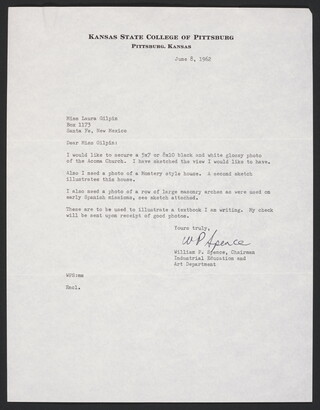 KANSAS STATE COLLEGE OF PITTSBURG
PITTSBURG, KANSAS
June 8, 1962
Miss Laura Gilpin
Box 1173
Santa Fe, New Mexico
Dear Miss Gilpin:
I would like to secure a 5x7 or 8x10 black and white glossy photo
of the Acoma Church. I have sketched the view I would like to have.
Also I need a photo of a Monterey style house. A second sketch
illustrates this house.
I also need a photo of a row of large masonry arches as were used on
early Spanish missions, see sketch attached.
These are to be used to illustrate a textbook I am writing. My check
will be sent upon receipt of good photos.
Yours truly,
W P Spence
William P. Spence, Chairman
Industrial Education and
Art Department
WPS:mm
Encl.